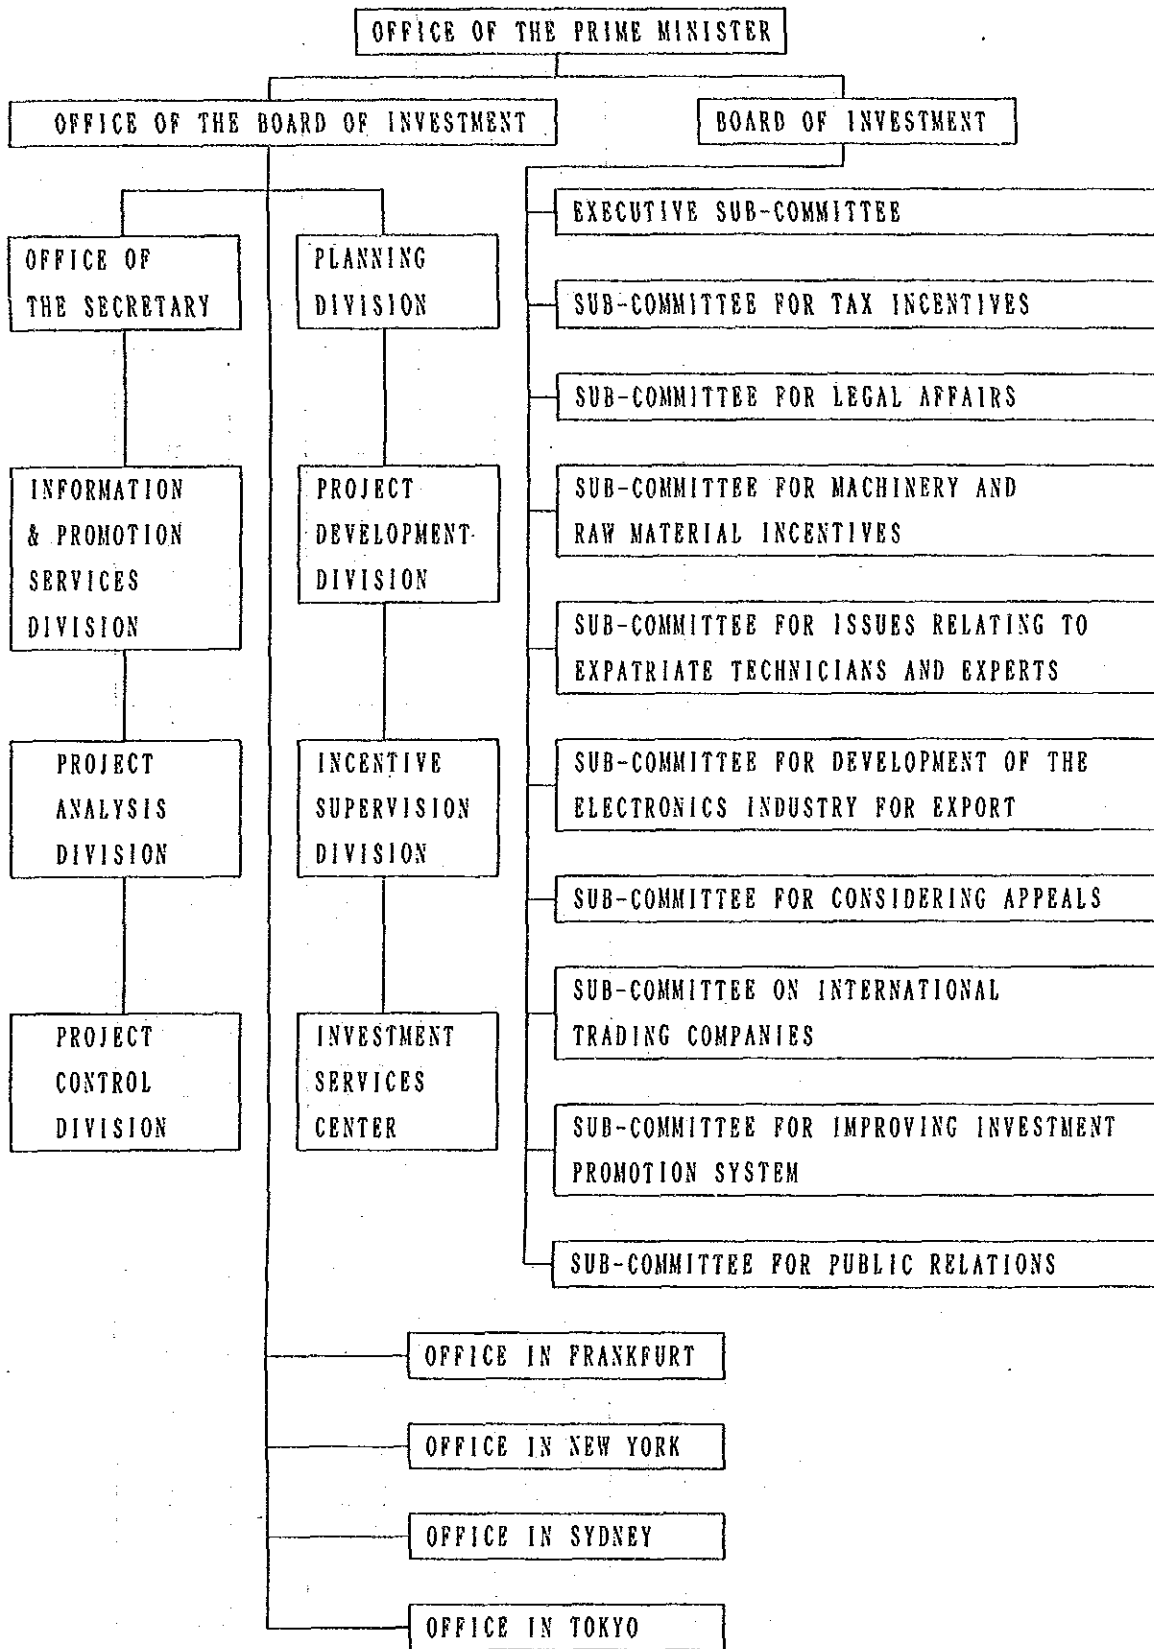 OFFICE OF THE PRIME MINISTER
OFFICE OF THE BOARD OF INVESTMENT
BOARD OF INVESTMENT
OFFICE OF
THE SECRETARY
INFORMATION
& PROMOTION
SERVICES
DIVISION
PROJECT
ANALYSIS
DIVISION
PROJECT
CONTROL
DIVISION
PLANNING
DIVISION
PROJECT
DEVELOPMENT
DIVISION
INCENTIVE
SUPERVISION
DIVISION
INVESTMENT
SERVICES
CENTER
EXECUTIVE SUB-COMMITTEE
SUB-COMMITTEE FOR TAX INCENTIVES
SUB-COMMITTEE FOR LEGAL AFFAIRS
SUB-COMMITTEE FOR MACHINERY AND
RAW MATERIAL INCENTIVES
SUB-COMMITTEE FOR ISSUES RELATING TO
EXPATRIATE TECHNICIANS AND EXPERTS
SUB-COMMITTEE FOR DEVELOPMENT OF THE
ELECTRONICS INDUSTRY FOR EXPORT
SUB-COMMITTEE FOR CONSIDERING APPEALS
SUB-COMMITTEE ON INTERNATIONAL
TRADING COMPANIES
SUB-COMMITTEE FOR IMPROVING INVESTMENT
PROMOTION SYSTEM
SUB-COMMITTEE FOR PUBLIC RELATIONS
OFFICE IN FRANKFURT
OFFICE IN NEW YORK
OFFICE IN SYDNEY
OFFICE IN TOKYO